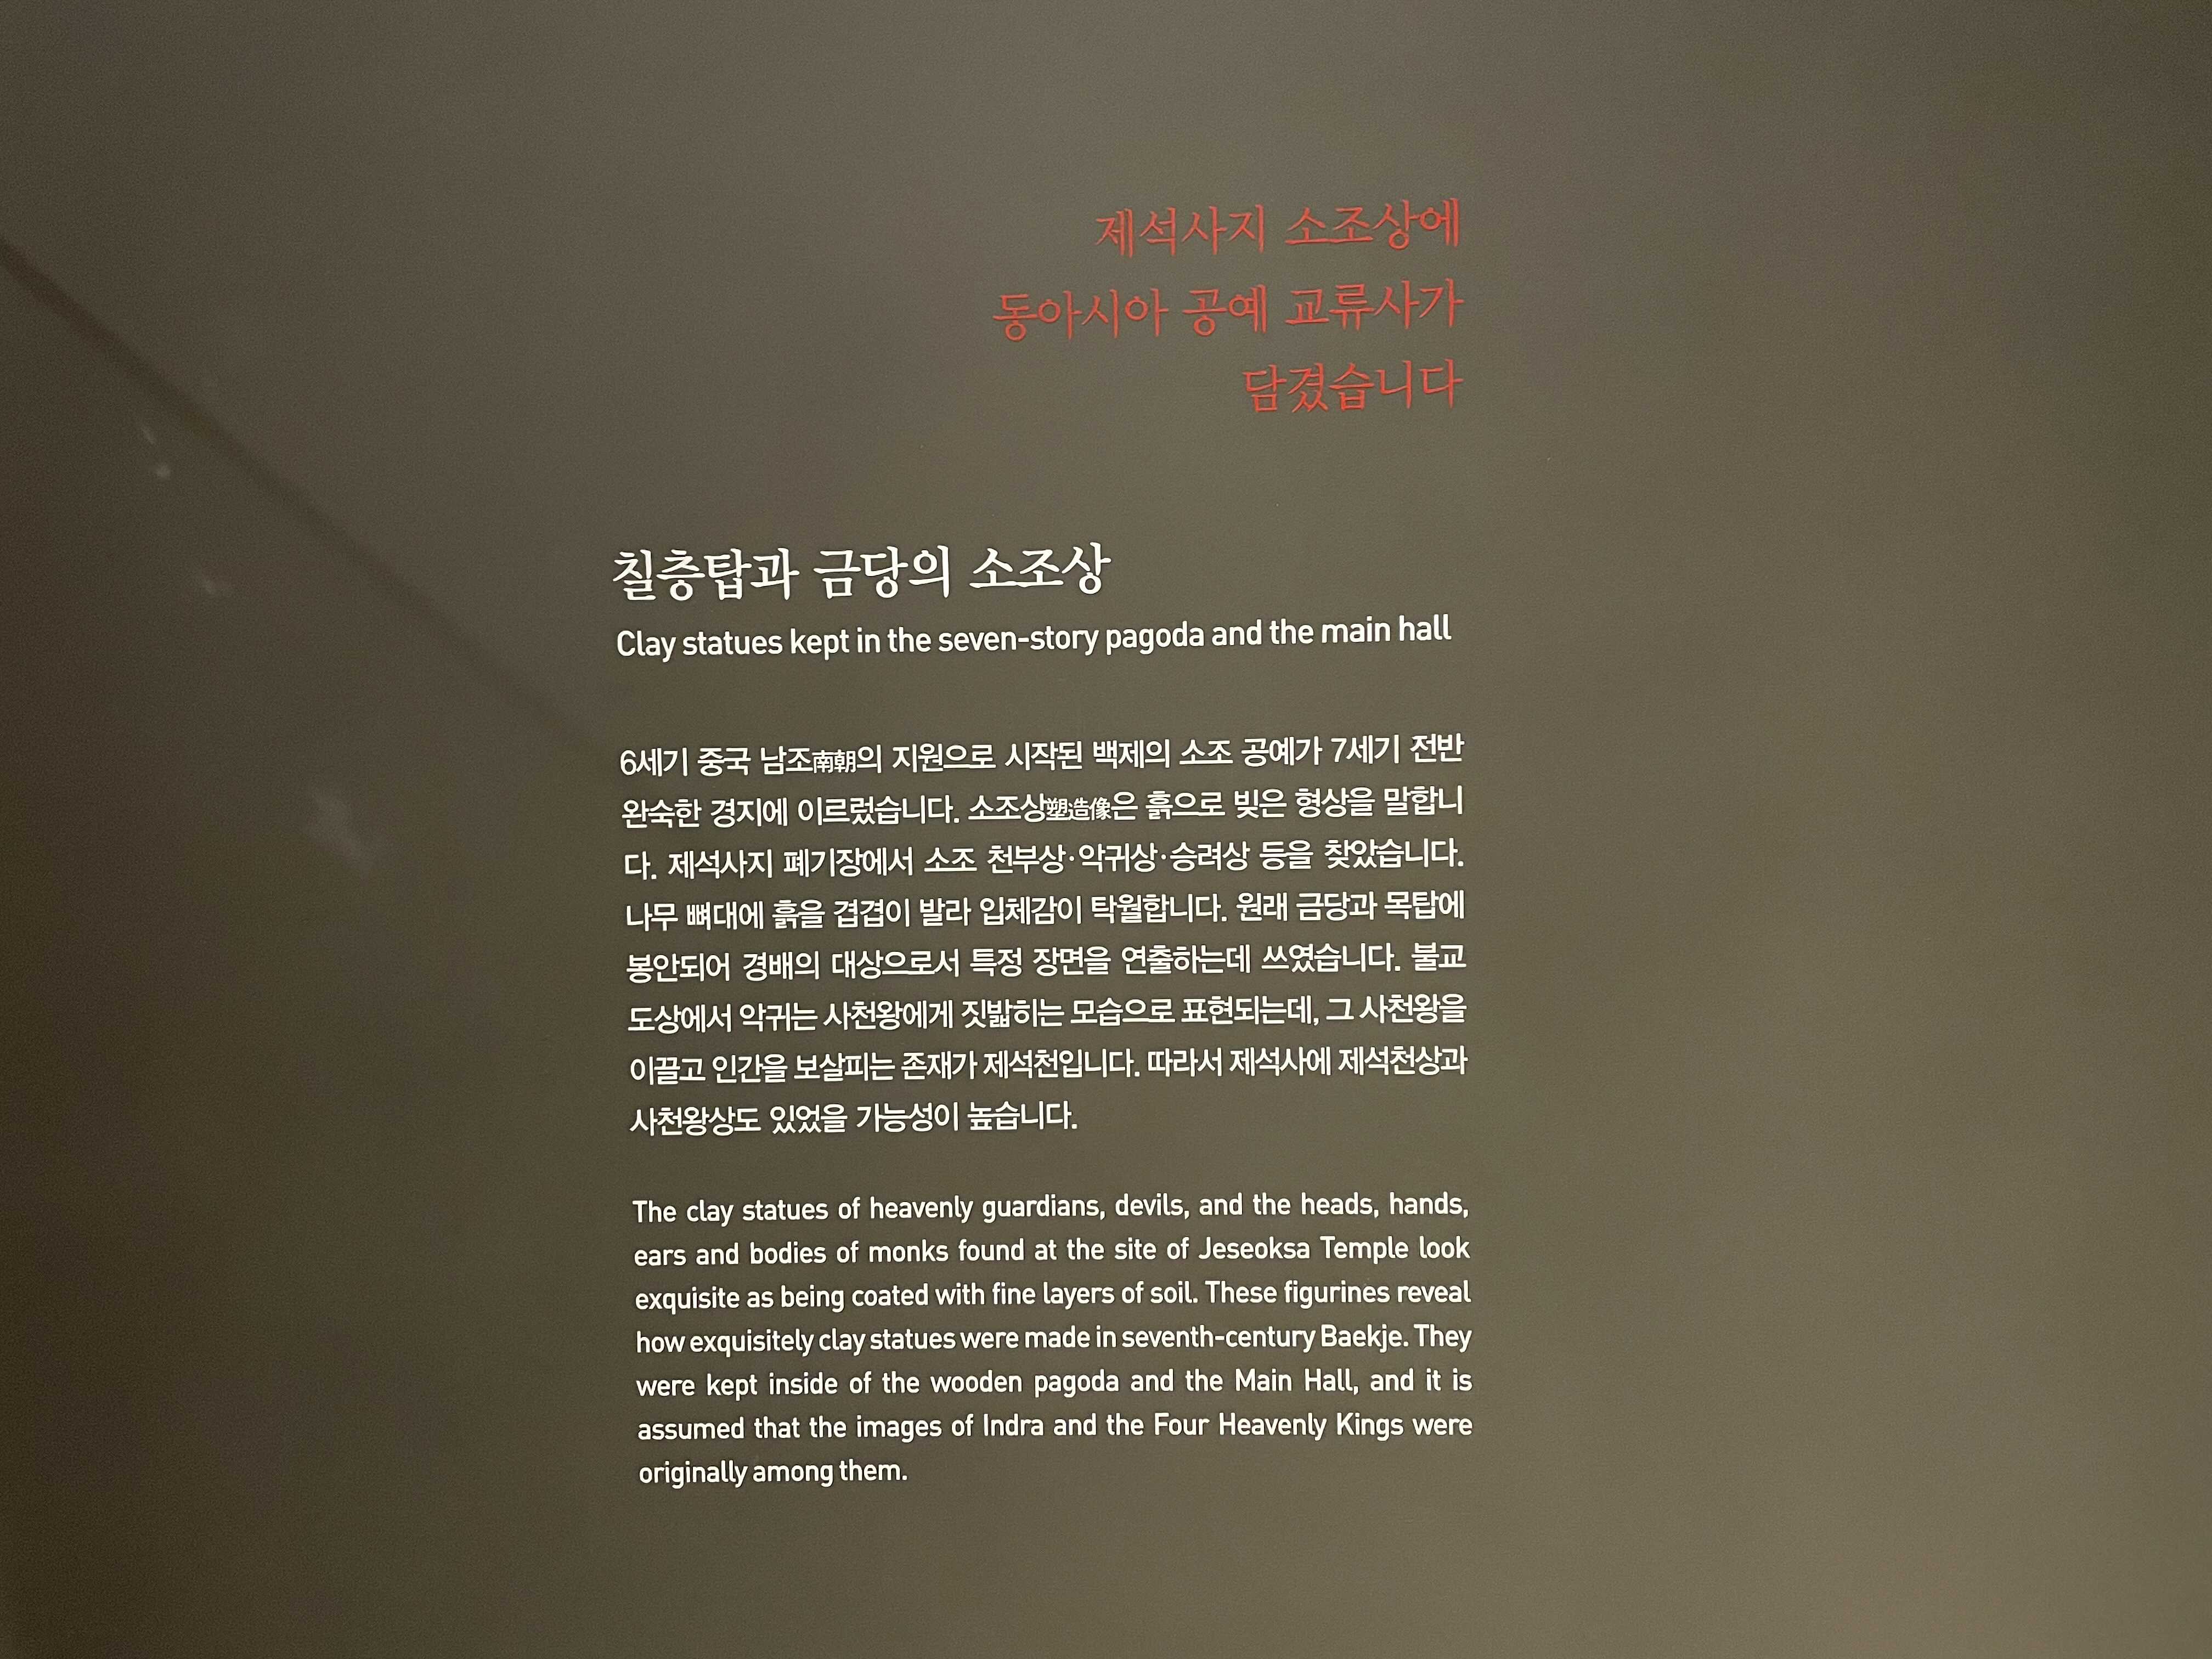 제석사지 소조상에
동아시아 공예 교류사가
담겼습니다
칠층탑과 금당의 소조상
Clay statues kept in the seven-story pagoda and the main hall
6세기 중국 남조南朝의 지원으로 시작된 백제의 소조 공예가 7세기 전반
완숙한 경지에 이르렀습니다. 소조상塑造像은 흙으로 빚은 형상을 말합니
다. 제석사지 폐기장에서 소조 천부상·악귀상·승려상 등을 찾았습니다.
나무 뼈대에 흙을 겹겹이 발라 입체감이 탁월합니다. 원래 금당과 목탑에
봉안되어 경배의 대상으로서 특정 장면을 연출하는데 쓰였습니다. 불교
도상에서 악귀는 사천왕에게 짓밟히는 모습으로 표현되는데, 그 사천왕을
이끌고 인간을 보살피는 존재가 제석천입니다. 따라서 제석사에 제석천상과
사천왕상도 있었을 가능성이 높습니다.
The clay statues of heavenly guardians, devils, and the heads, hands,
ears and bodies of monks found at the site of Jeseoksa Temple look
exquisite as being coated with fine layers of soil. These figurines reveal
how exquisitely clay statues were made in seventh-century Baekje. They
were kept inside of the wooden pagoda and the Main Hall, and it is
assumed that the images of Indra and the Four Heavenly Kings were
originally among them.